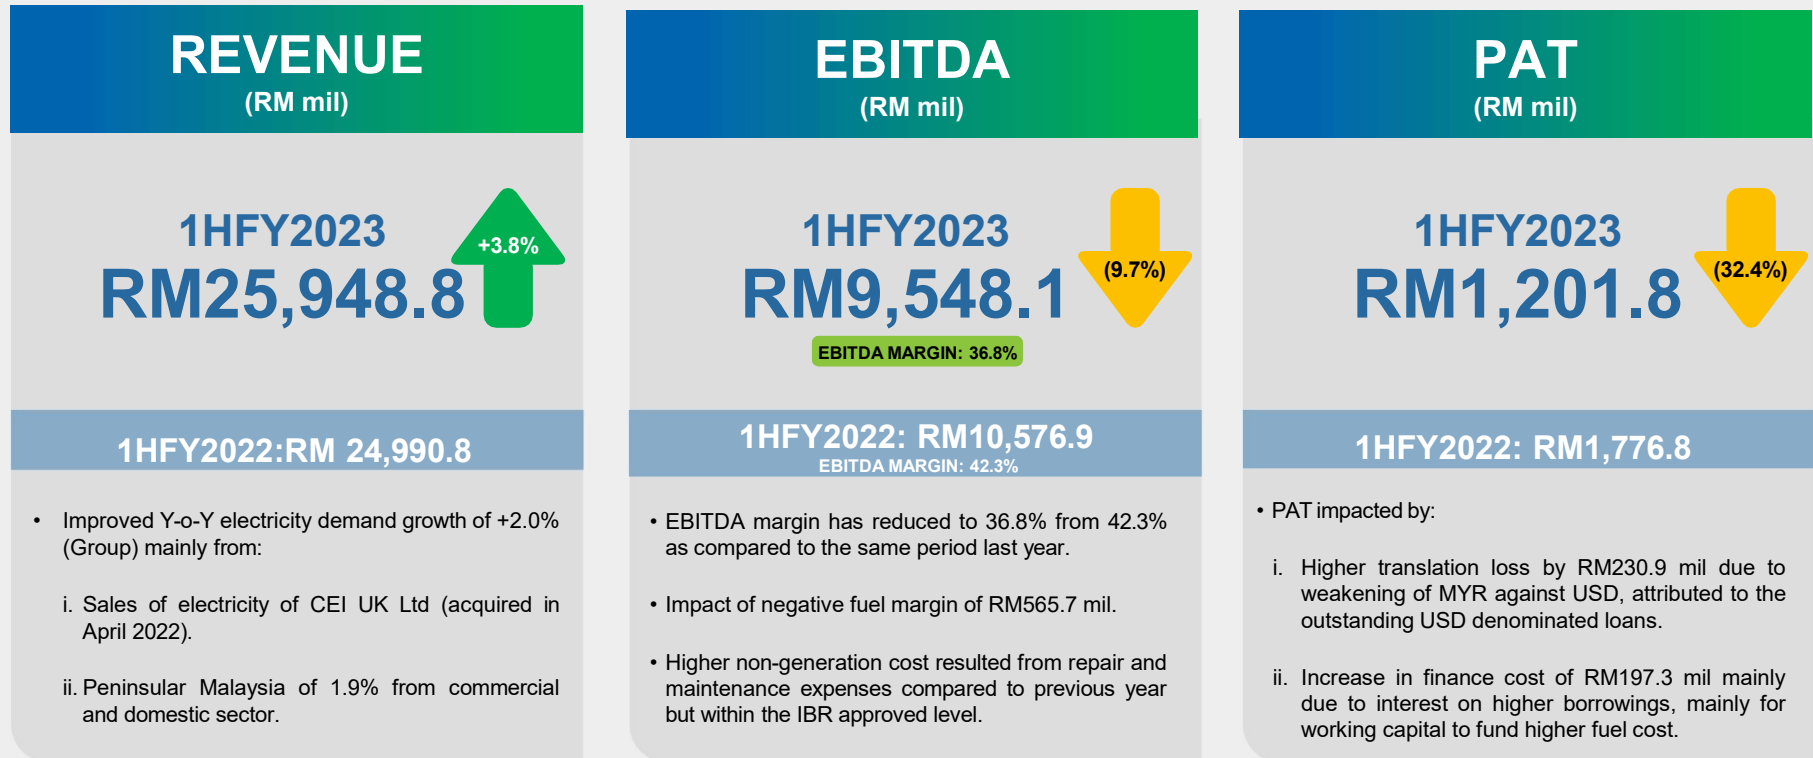 REVENUE
(RM mil)
1HFY2023
+3.8%
RM25,948.8
1HFY2022:RM 24,990.8
• Improved Y-o-Y electricity demand growth of +2.0%
(Group) mainly from:
i. Sales of electricity of CEI UK Ltd (acquired in
April 2022).
ii. Peninsular Malaysia of 1.9% from commercial
and domestic sector.
EBITDA
(RM mil)
1HFY2023
(9.7%)
RM9,548.1
EBITDA MARGIN: 36.8%
1HFY2022: RM10,576.9
EBITDA MARGIN: 42.3%
• EBITDA margin has reduced to 36.8% from 42.3%
as compared to the same period last year.
• Impact of negative fuel margin of RM565.7 mil.
• Higher non-generation cost resulted from repair and
maintenance expenses compared to previous year
but within the IBR approved level.
PAT
(RM mil)
1HFY2023
(32.4%)
RM1,201.8
1HFY2022: RM1,776.8
• PAT impacted by:
i. Higher translation loss by RM230.9 mil due to
weakening of MYR against USD, attributed to the
outstanding USD denominated loans.
ii. Increase in finance cost of RM197.3 mil mainly
due to interest on higher borrowings, mainly for
working capital to fund higher fuel cost.